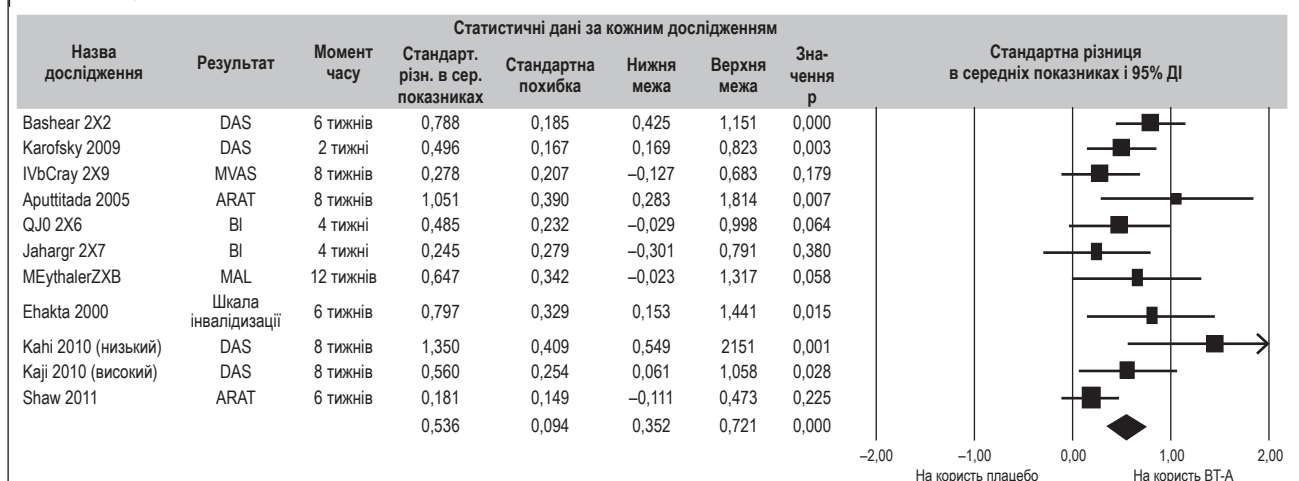 Статистичні дані за кожним дослідженням
Назва дослідження Результат Момент часу Стандарт. різн. в сер. показниках Стандартна похибка Нижня межа Верхня межа Зна-чення p Стандартна різниця в середніх показниках і 95% ДІ
Bashear 2X2 DAS 6 тижнів 0,788 0,185 0,425 1,151 0,000
Karofsky 2009 DAS 2 тижні 0,496 0,167 0,169 0,823 0,003
IVbCray 2X9 MVAS 8 тижнів 0,278 0,207 –0,127 0,683 0,179
Aputtitada 2005 ARAT 8 тижнів 1,051 0,390 0,283 1,814 0,007
QJ0 2X6 BI 4 тижні 0,485 0,232 –0,029 0,998 0,064
Jahargr 2X7 BI 4 тижні 0,245 0,279 –0,301 0,791 0,380
MEythalerZXB MAL 12 тижнів 0,647 0,342 –0,023 1,317 0,058
Ehakta 2000 Шкала інвалідизації 6 тижнів 0,797 0,329 0,153 1,441 0,015
Kahi 2010 (низький) DAS 8 тижнів 1,350 0,409 0,549 2151 0,001
Kaji 2010 (високий) DAS 8 тижнів 0,560 0,254 0,061 1,058 0,028
Shaw 2011 ARAT 6 тижнів 0,181 0,149 –0,111 0,473 0,225
0,536 0,094 0,352 0,721 0,000
–2,00 –1,00 0,00 1,00 2,00
На користь плацебо На користь BT-A